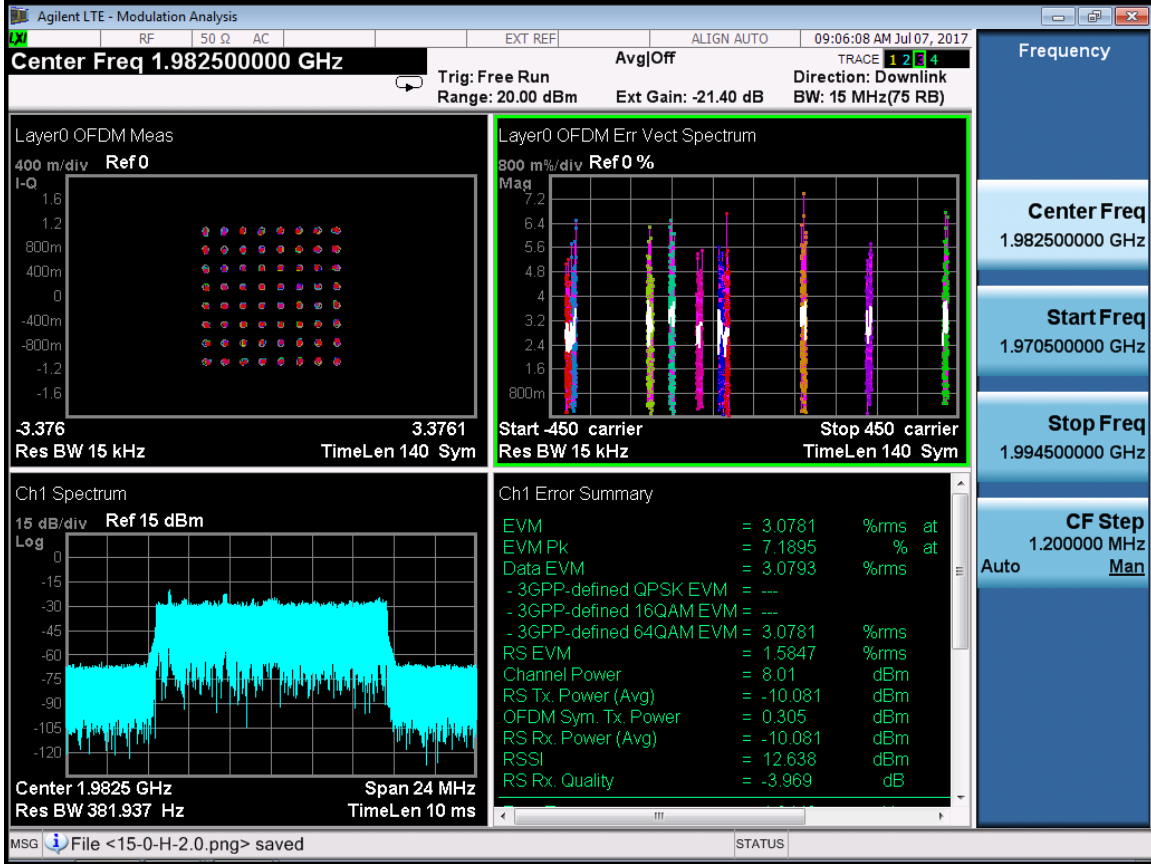 Agilent LTE - Modulation Analysis
LXI RF 50 Ω AC EXT REF ALIGN AUTO 09:06:08 AM Jul 07, 2017
Center Freq 1.982500000 GHz
Avg|Off
TRACE 1 2 3 4
Trig: Free Run
Direction: Downlink
Range: 20.00 dBm Ext Gain: -21.40 dB BW: 15 MHz(75 RB)
Layer0 OFDM Meas
400 m/div Ref 0
I-Q
1.6
1.2
800m
400m
0
-400m
-800m
-1.2
-1.6
-3.376 3.3761
Res BW 15 kHz TimeLen 140 Sym
Layer0 OFDM Err Vect Spectrum
800 m%/div Ref 0 %
Mag
7.2
6.4
5.6
4.8
4
3.2
2.4
1.6
800m
Start -450 carrier Stop 450 carrier
Res BW 15 kHz TimeLen 140 Sym
Ch1 Spectrum
15 dB/div Ref 15 dBm
Log
0
-15
-30
-45
-60
-75
-90
-105
-120
Center 1.9825 GHz Span 24 MHz
Res BW 381.937 Hz TimeLen 10 ms
Ch1 Error Summary
EVM = 3.0781 %rms at
EVM Pk = 7.1895 % at
Data EVM = 3.0793 %rms
- 3GPP-defined QPSK EVM = ---
- 3GPP-defined 16QAM EVM = ---
- 3GPP-defined 64QAM EVM = 3.0781 %rms
RS EVM = 1.5847 %rms
Channel Power = 8.01 dBm
RS Tx. Power (Avg) = -10.081 dBm
OFDM Sym. Tx. Power = 0.305 dBm
RS Rx. Power (Avg) = -10.081 dBm
RSSI = 12.638 dBm
RS Rx. Quality = -3.969 dB
Frequency
Center Freq
1.982500000 GHz
Start Freq
1.970500000 GHz
Stop Freq
1.994500000 GHz
CF Step
1.200000 MHz
Auto Man
MSG File <15-0-H-2.0.png> saved STATUS